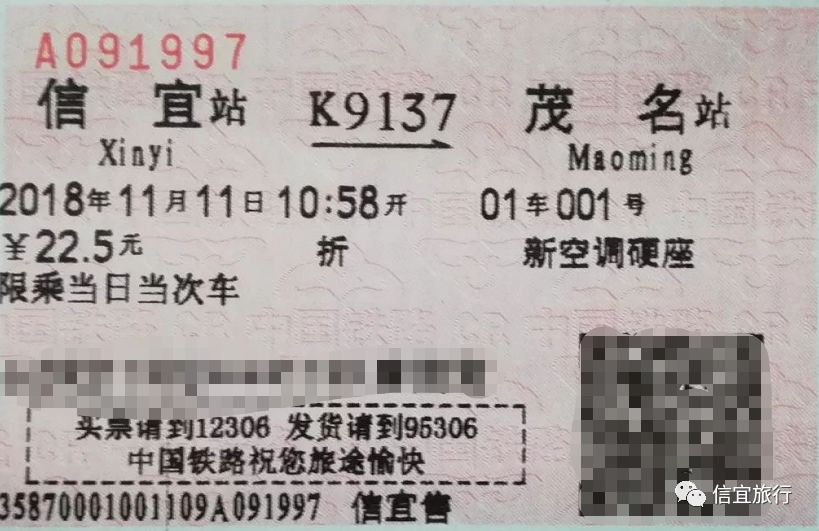 A091997
信宜站 K9137 茂名站
Xinyi Maoming
2018年11月11日10:58开 01车001号
￥22.5元 折 新空调硬座
限乘当日当次车
买票请到12306 发货请到95306
中国铁路祝您旅途愉快
35870001001109A091997 信宜售
信宜旅行